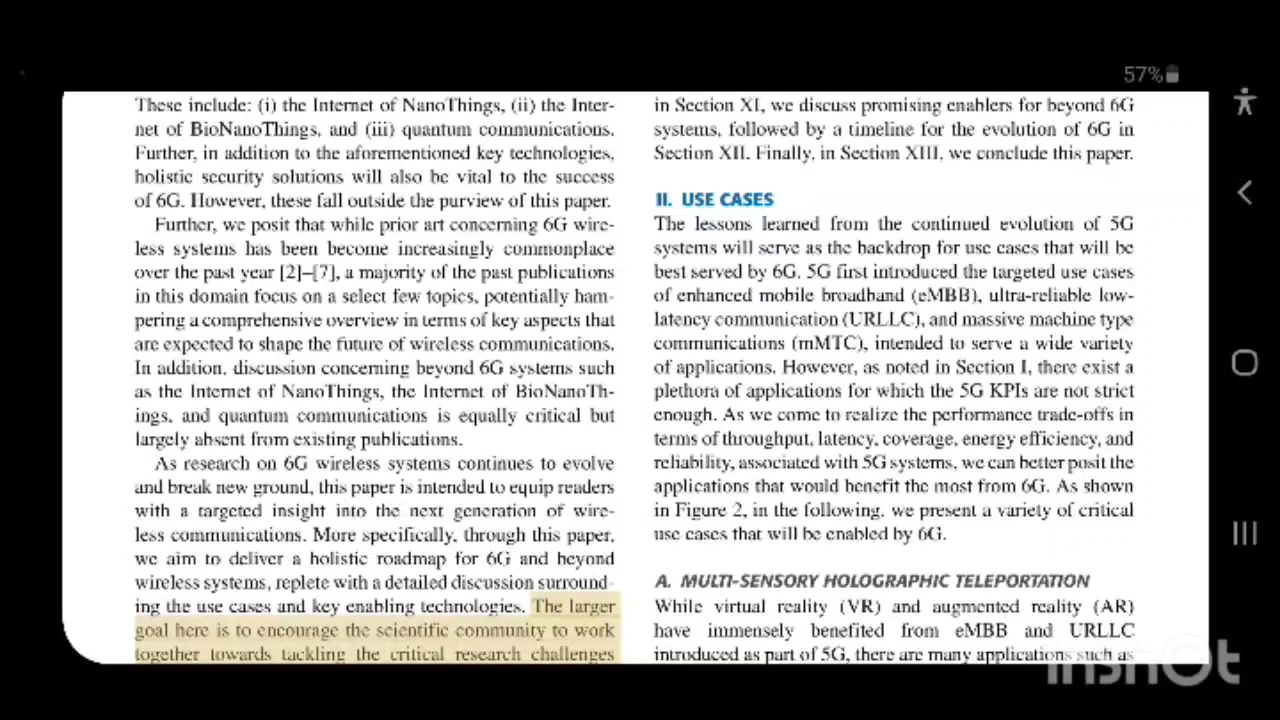 57%
These include: (i) the Internet of NanoThings, (ii) the Inter-
net of BioNanoThings, and (iii) quantum communications.
Further, in addition to the aforementioned key technologies,
holistic security solutions will also be vital to the success
of 6G. However, these fall outside the purview of this paper.
Further, we posit that while prior art concerning 6G wire-
less systems has been become increasingly commonplace
over the past year [2]–[7], a majority of the past publications
in this domain focus on a select few topics, potentially ham-
pering a comprehensive overview in terms of key aspects that
are expected to shape the future of wireless communications.
In addition, discussion concerning beyond 6G systems such
as the Internet of NanoThings, the Internet of BioNanoTh-
ings, and quantum communications is equally critical but
largely absent from existing publications.
As research on 6G wireless systems continues to evolve
and break new ground, this paper is intended to equip readers
with a targeted insight into the next generation of wire-
less communications. More specifically, through this paper,
we aim to deliver a holistic roadmap for 6G and beyond
wireless systems, replete with a detailed discussion surround-
ing the use cases and key enabling technologies. The larger
goal here is to encourage the scientific community to work
together towards tackling the critical research challenges
in Section XI, we discuss promising enablers for beyond 6G
systems, followed by a timeline for the evolution of 6G in
Section XII. Finally, in Section XIII, we conclude this paper.
II. USE CASES
The lessons learned from the continued evolution of 5G
systems will serve as the backdrop for use cases that will be
best served by 6G. 5G first introduced the targeted use cases
of enhanced mobile broadband (eMBB), ultra-reliable low-
latency communication (URLLC), and massive machine type
communications (mMTC), intended to serve a wide variety
of applications. However, as noted in Section I, there exist a
plethora of applications for which the 5G KPIs are not strict
enough. As we come to realize the performance trade-offs in
terms of throughput, latency, coverage, energy efficiency, and
reliability, associated with 5G systems, we can better posit the
applications that would benefit the most from 6G. As shown
in Figure 2, in the following, we present a variety of critical
use cases that will be enabled by 6G.
A. MULTI-SENSORY HOLOGRAPHIC TELEPORTATION
While virtual reality (VR) and augmented reality (AR)
have immensely benefited from eMBB and URLLC
introduced as part of 5G, there are many applications such as
InShOt